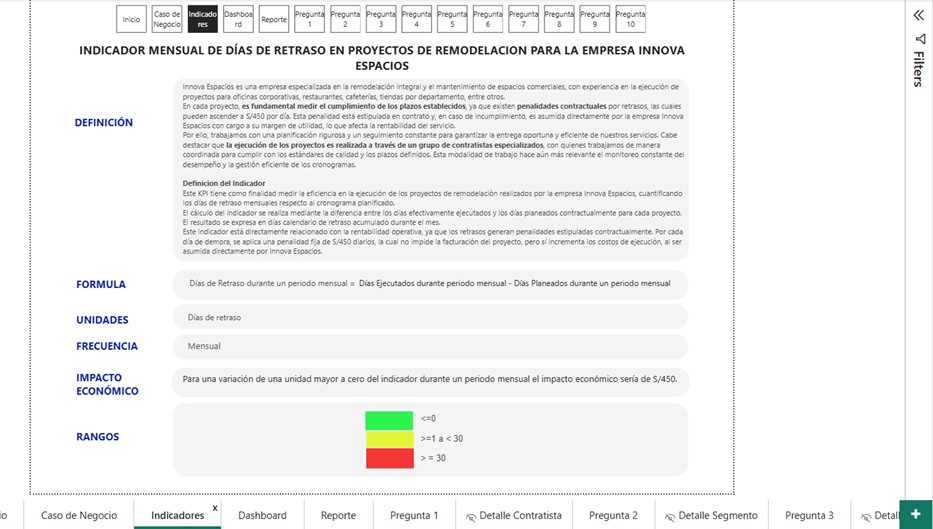 Inicio
Caso de
Negocio
Indicado
res
Dashboa
rd
Reporte
Pregunta
1
Pregunta
2
Pregunta
3
Pregunta
4
Pregunta
5
Pregunta
6
Pregunta
7
Pregunta
8
Pregunta
9
Pregunta
10
Filters
INDICADOR MENSUAL DE DÍAS DE RETRASO EN PROYECTOS DE REMODELACION PARA LA EMPRESA INNOVA
ESPACIOS
DEFINICIÓN
Innova Espacios es una empresa especializada en la remodelación integral y el mantenimiento de espacios comerciales, con experiencia en la ejecución de
proyectos para oficinas corporativas, restaurantes, cafeterías, tiendas por departamento, entre otros.
En cada proyecto, es fundamental medir el cumplimiento de los plazos establecidos, ya que existen penalidades contractuales por retrasos, las cuales
pueden ascender a S/450 por día. Esta penalidad está estipulada en contrato y, en caso de incumplimiento, es asumida directamente por la empresa Innova
Espacios con cargo a su margen de utilidad, lo que afecta la rentabilidad del servicio.
Por ello, trabajamos con una planificación rigurosa y un seguimiento constante para garantizar la entrega oportuna y eficiente de nuestros servicios. Cabe
destacar que la ejecución de los proyectos es realizada a través de un grupo de contratistas especializados, con quienes trabajamos de manera
coordinada para cumplir con los estándares de calidad y los plazos definidos. Esta modalidad de trabajo hace aún más relevante el monitoreo constante del
desempeño y la gestión eficiente de los cronogramas.
Definicion del Indicador
Este KPI tiene como finalidad medir la eficiencia en la ejecución de los proyectos de remodelación realizados por la empresa Innova Espacios, cuantificando
los días de retraso mensuales respecto al cronograma planificado.
El cálculo del indicador se realiza mediante la diferencia entre los días efectivamente ejecutados y los días planeados contractualmente para cada proyecto.
El resultado se expresa en días calendario de retraso acumulado durante el mes.
Este indicador está directamente relacionado con la rentabilidad operativa, ya que los retrasos generan penalidades estipuladas contractualmente. Por cada
día de demora, se aplica una penalidad fija de S/450 diarios, la cual no impide la facturación del proyecto, pero sí incrementa los costos de ejecución, al ser
asumida directamente por Innova Espacios.
FORMULA
Días de Retraso durante un periodo mensual = Días Ejecutados durante periodo mensual - Días Planeados durante un periodo mensual
UNIDADES
Días de retraso
FRECUENCIA
Mensual
IMPACTO
ECONÓMICO
Para una variación de una unidad mayor a cero del indicador durante un periodo mensual el impacto económico sería de S/450.
RANGOS
<=0
>=1 a < 30
> = 30
io
Caso de Negocio
Indicadores
x
Dashboard
Reporte
Pregunta 1
Detalle Contratista
Pregunta 2
Detalle Segmento
Pregunta 3
Detall
+